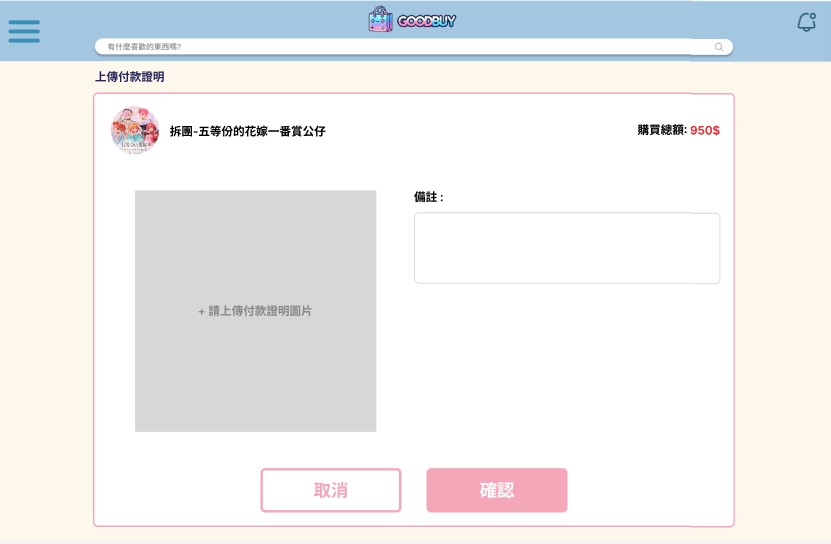 GOODBUY
有什麼喜歡的東西嗎?
上傳付款證明
拆團-五等份的花嫁一番賞公仔
購買總額: 950$
備註 :
+ 請上傳付款證明圖片
取消
確認